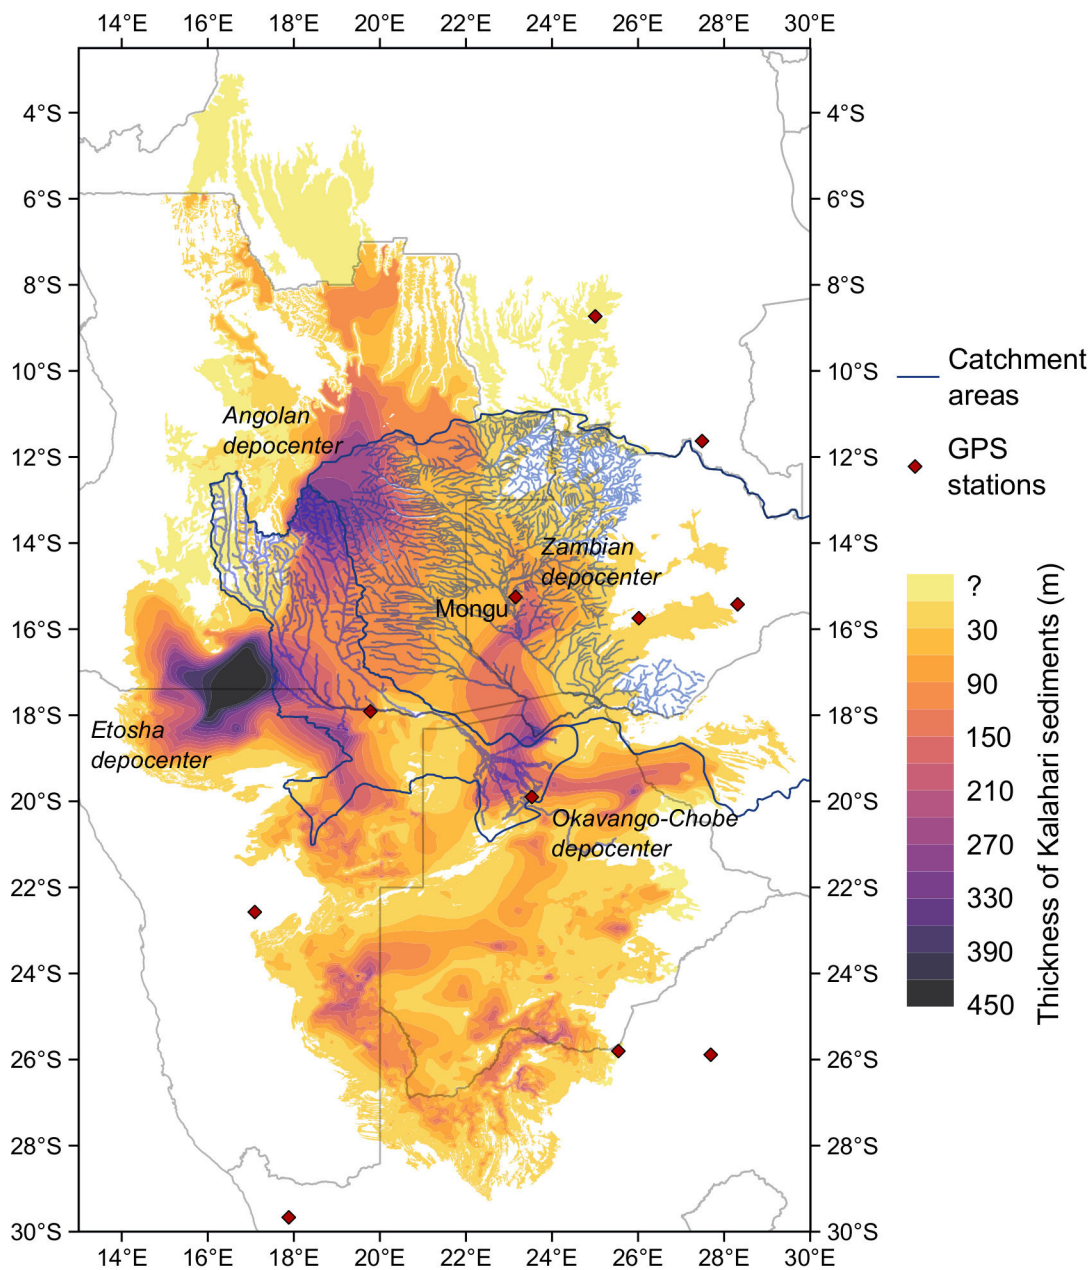 14°E 16°E 18°E 20°E 22°E 24°E 26°E 28°E 30°E
4°S 4°S
6°S 6°S
8°S 8°S
10°S 10°S
12°S 12°S
14°S 14°S
16°S 16°S
18°S 18°S
20°S 20°S
22°S 22°S
24°S 24°S
26°S 26°S
28°S 28°S
30°S 30°S
14°E 16°E 18°E 20°E 22°E 24°E 26°E 28°E 30°E
Angolan
depocenter
Zambian
depocenter
Mongu
Etosha
depocenter
Okavango-Chobe
depocenter
Catchment
areas
GPS
stations
?
30
90
150
210
270
330
390
450
Thickness of Kalahari sediments (m)